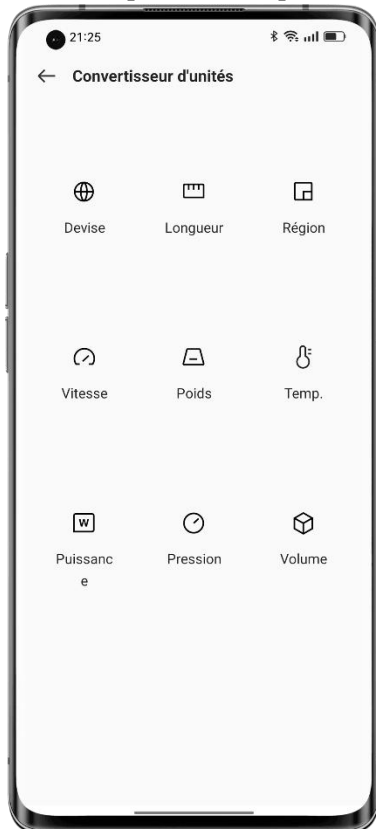 21:25
Convertisseur d'unités
Devise Longueur Région
Vitesse Poids Temp.
W
Puissanc Pression Volume
e